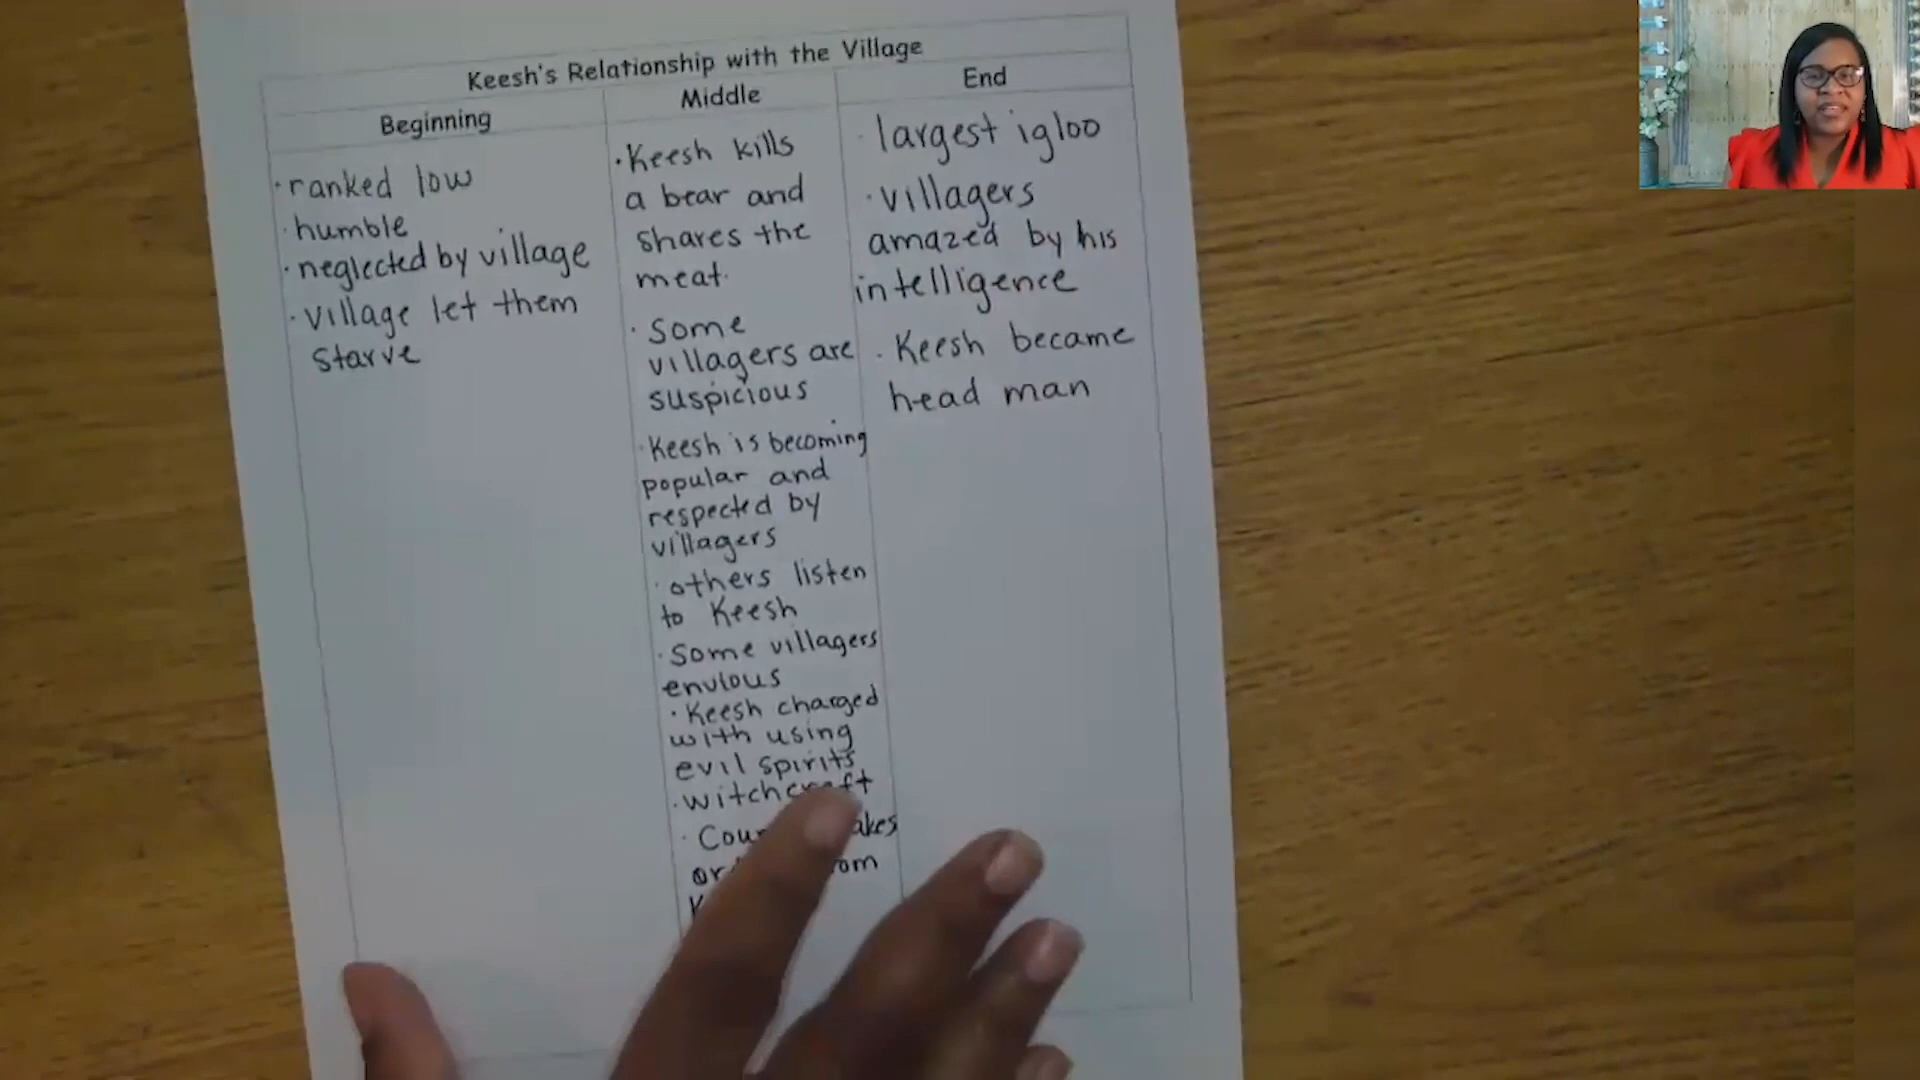 Keesh's Relationship with the Village
Beginning
· ranked low
· humble
· neglected by village
· village let them
starve
Middle
· Keesh kills
a bear and
shares the
meat.
· Some
villagers are
suspicious
· Keesh is becoming
popular and
respected by
villagers
· others listen
to Keesh
· Some villagers
envious
· Keesh charged
with using
evil spirits
· witchcraft
End
· largest igloo
· villagers
amazed by his
intelligence
· Keesh became
head man